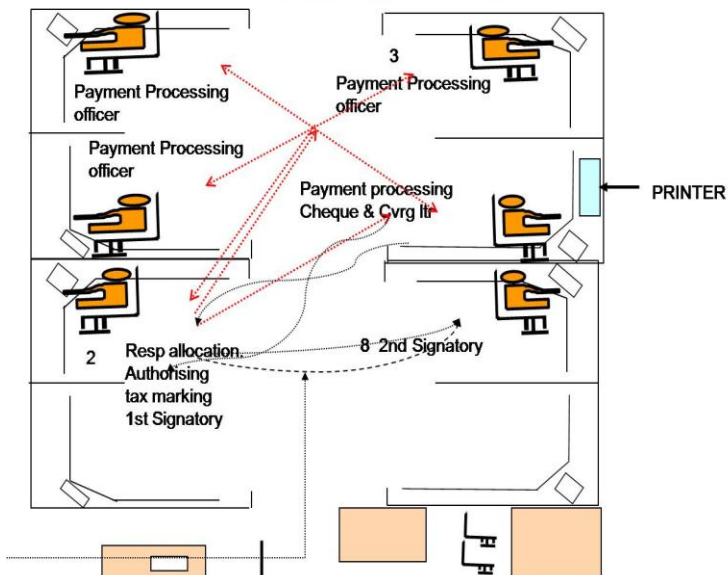 3
Payment Processing
officer
Payment Processing
officer
Payment Processing
officer
Payment processing
Cheque & Cvrg ltr
PRINTER
2
Resp allocation.
Authorising
tax marking
1st Signatory
8 2nd Signatory